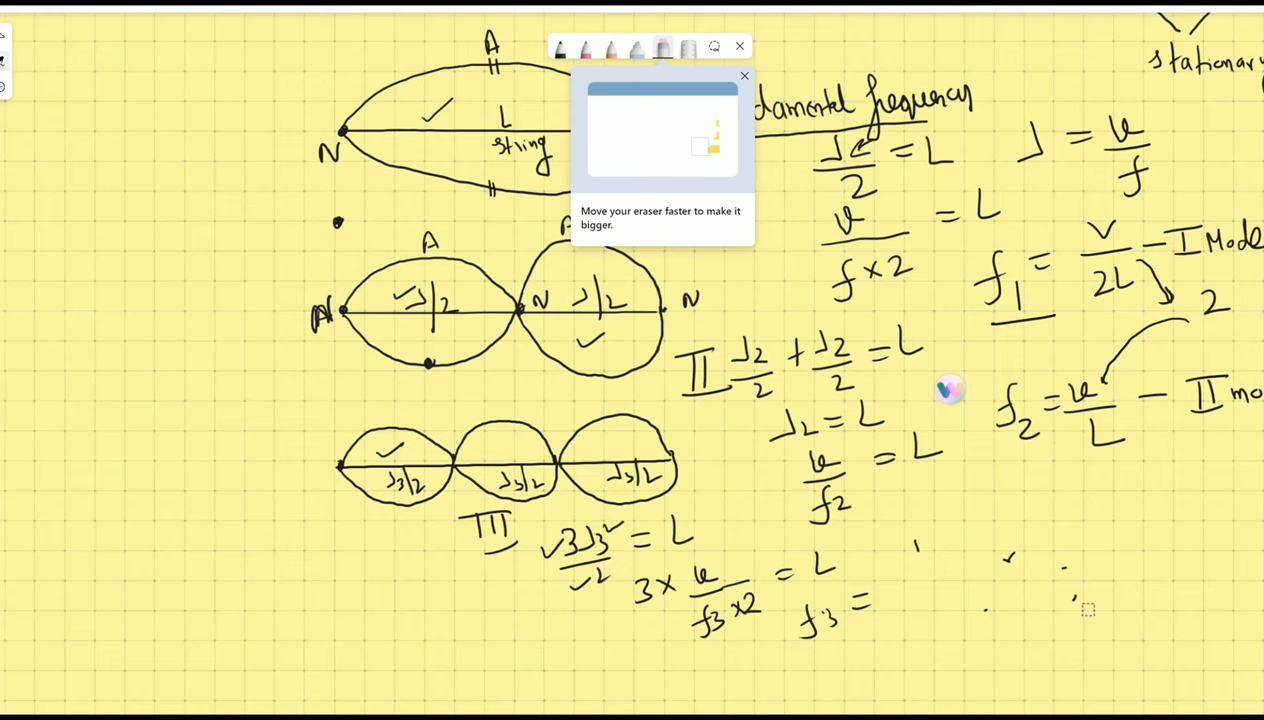 A
N
L
string
damental frequency
stationary
λ/2 = L
λ = v/f
v/(f×2) = L
f₁ = v/2L – I Mode
2
A
λ/2
N
λ/2
N
Move your eraser faster to make it
bigger.
II λ₂/2 + λ₂/2 = L
λ₂ = L
v/f₂ = L
f₂ = v/L – II mo
λ₃/2 λ₃/2 λ₃/2
III
3λ₃/2 = L
3 × v/(f₃×2) = L
f₃ =